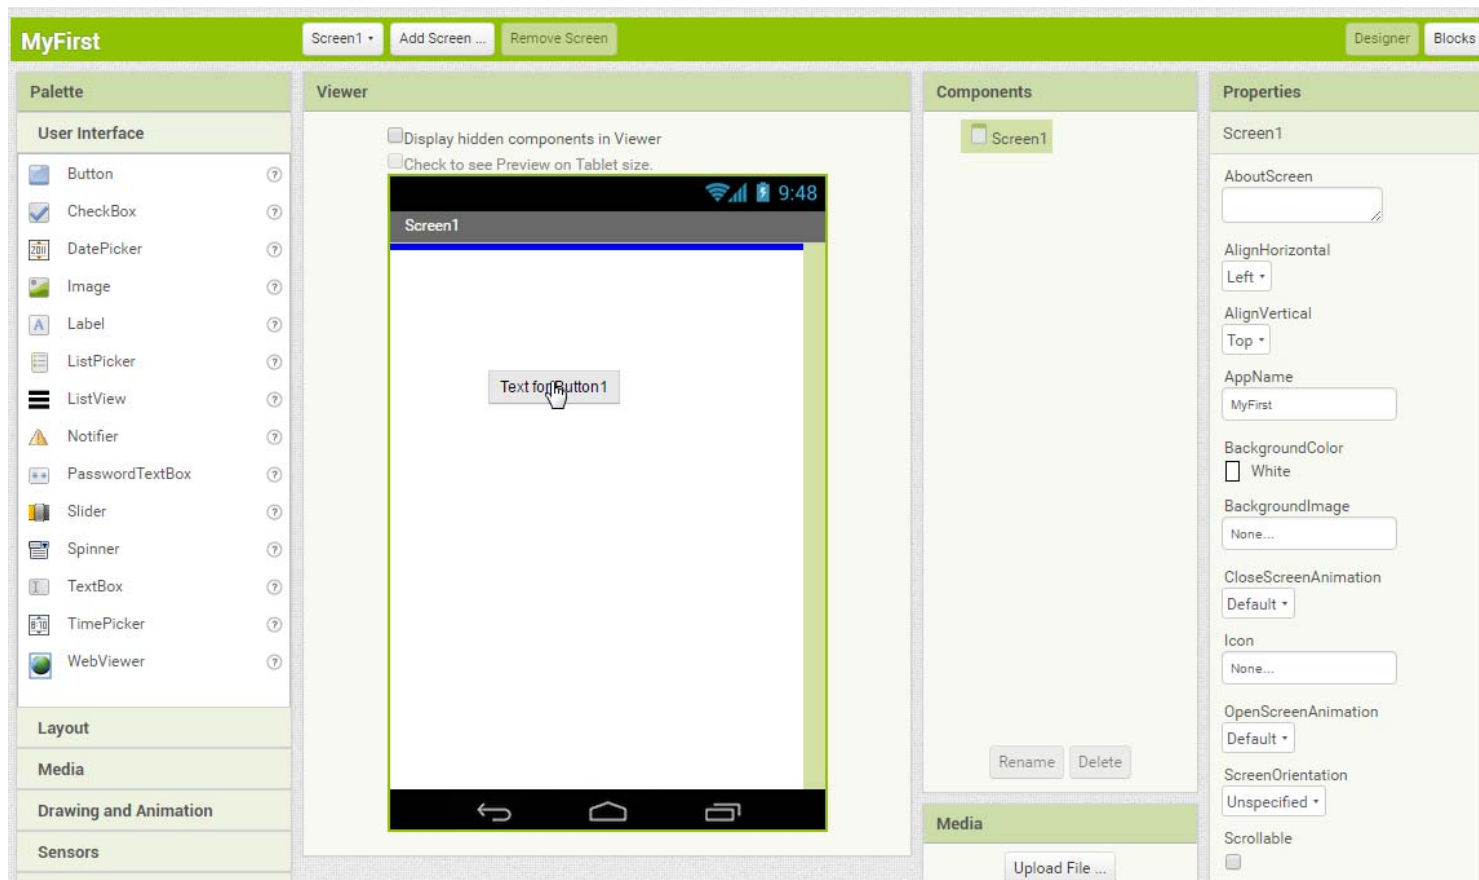 MyFirst
Screen1
Add Screen ...
Remove Screen
Designer
Blocks
Palette
User Interface
Button
CheckBox
DatePicker
Image
Label
ListPicker
ListView
Notifier
PasswordTextBox
Slider
Spinner
TextBox
TimePicker
WebViewer
Layout
Media
Drawing and Animation
Sensors
Viewer
Display hidden components in Viewer
Check to see Preview on Tablet size.
9:48
Screen1
Text for Button1
Components
Screen1
Rename
Delete
Media
Upload File ...
Properties
Screen1
AboutScreen
AlignHorizontal
Left
AlignVertical
Top
AppName
MyFirst
BackgroundColor
White
BackgroundImage
None...
CloseScreenAnimation
Default
Icon
None...
OpenScreenAnimation
Default
ScreenOrientation
Unspecified
Scrollable